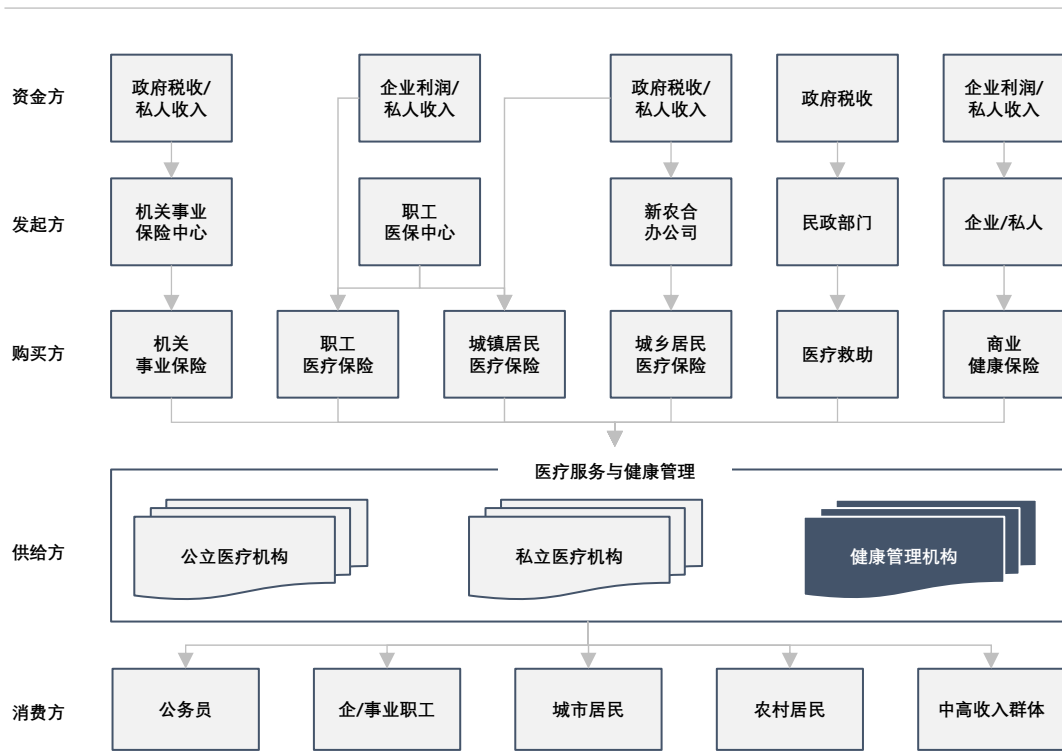 资金方
政府税收/
私人收入
企业利润/
私人收入
政府税收/
私人收入
政府税收
企业利润/
私人收入
发起方
机关事业
保险中心
职工
医保中心
新农合
办公司
民政部门
企业/私人
购买方
机关
事业保险
职工
医疗保险
城镇居民
医疗保险
城乡居民
医疗保险
医疗救助
商业
健康保险
医疗服务与健康管理
供给方
公立医疗机构
私立医疗机构
健康管理机构
消费方
公务员
企/事业职工
城市居民
农村居民
中高收入群体